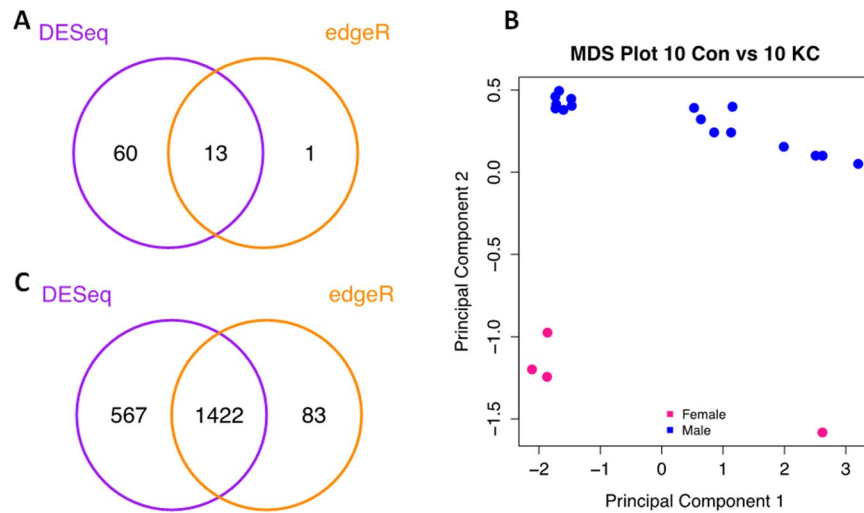 A
DESeq
edgeR
60
13
1
C
DESeq
edgeR
567
1422
83
B
MDS Plot 10 Con vs 10 KC
Principal Component 2
0.5
0.0
−0.5
−1.0
−1.5
Female
Male
−2
−1
0
1
2
3
Principal Component 1